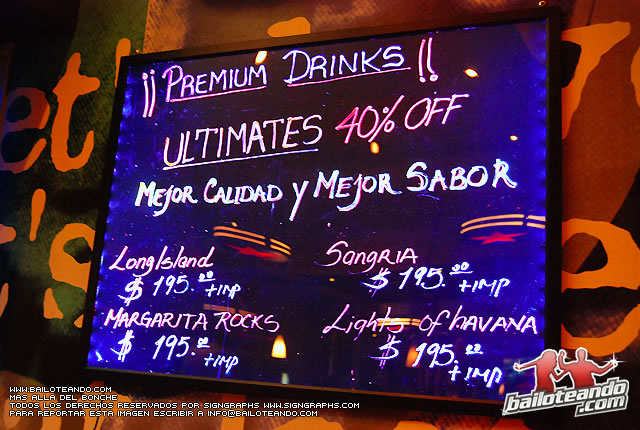 ¡¡ PREMIUM DRINKS !!
ULTIMATES 40% OFF
MEJOR CALIDAD Y MEJOR SABOR
Long Island
$ 195.00 +IMP
SANGRIA
$ 195.00 +IMP
MARGARITA ROCKS
$ 195.00 +IMP
Lights of HAVANA
$ 195.00 +IMP
bailoteando.com
WWW.BAILOTEANDO.COM
MAS ALLA DEL BONCHE
TODOS LOS DERECHOS RESERVADOS POR SIGNGRAPHS WWW.SIGNGRAPHS.COM
PARA REPORTAR ESTA IMAGEN ESCRIBIR A INFO@BAILOTEANDO.COM